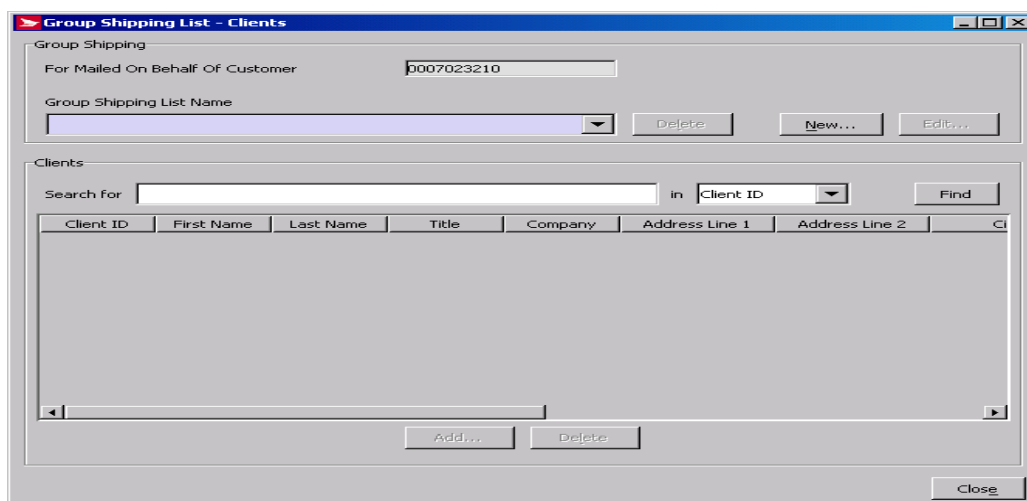 Group Shipping List - Clients
Group Shipping
For Mailed On Behalf Of Customer 0007023210
Group Shipping List Name
Delete New... Edit...
Clients
Search for in Client ID Find
Client ID First Name Last Name Title Company Address Line 1 Address Line 2 Ci
Add... Delete
Close